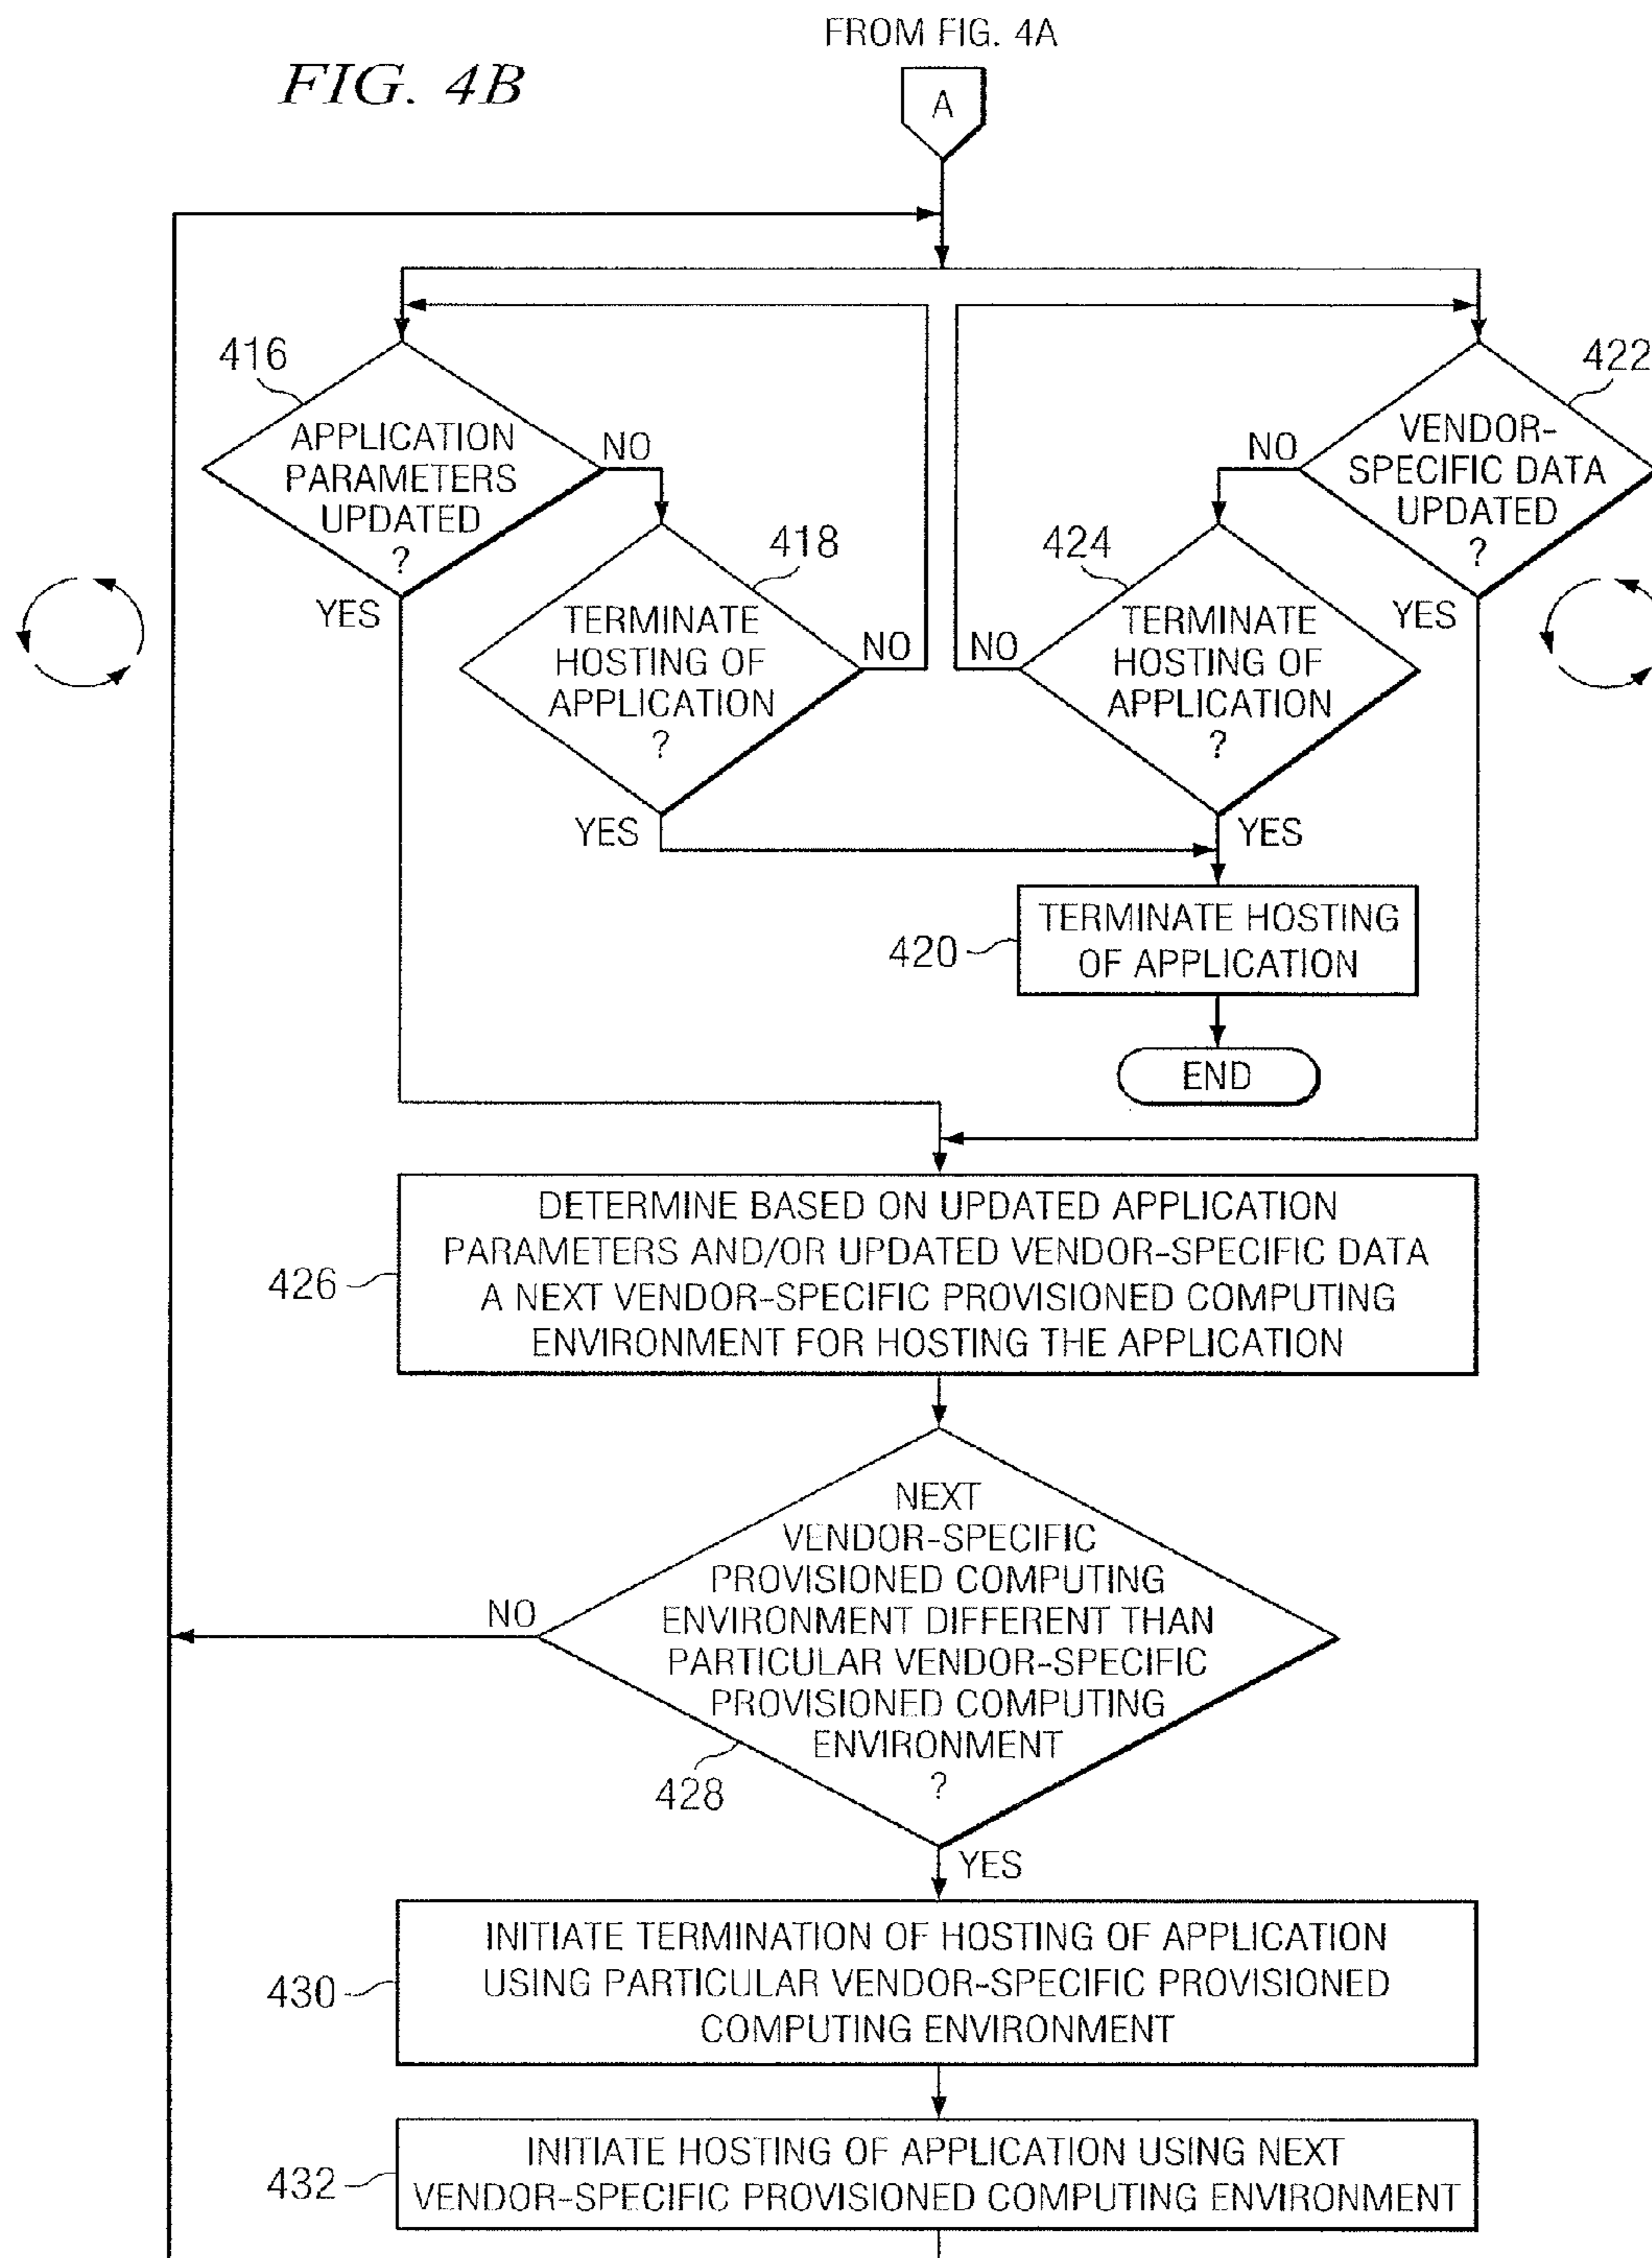 FROM FIG. 4A
FIG. 4B
A
416
APPLICATION
PARAMETERS
UPDATED
?
NO
YES
418
TERMINATE
HOSTING OF
APPLICATION
?
NO
YES
422
VENDOR-
SPECIFIC DATA
UPDATED
?
NO
YES
424
TERMINATE
HOSTING OF
APPLICATION
?
NO
YES
420
TERMINATE HOSTING
OF APPLICATION
END
426
DETERMINE BASED ON UPDATED APPLICATION
PARAMETERS AND/OR UPDATED VENDOR-SPECIFIC DATA
A NEXT VENDOR-SPECIFIC PROVISIONED COMPUTING
ENVIRONMENT FOR HOSTING THE APPLICATION
NEXT
VENDOR-SPECIFIC
PROVISIONED COMPUTING
ENVIRONMENT DIFFERENT THAN
PARTICULAR VENDOR-SPECIFIC
PROVISIONED COMPUTING
ENVIRONMENT
?
NO
428
YES
430
INITIATE TERMINATION OF HOSTING OF APPLICATION
USING PARTICULAR VENDOR-SPECIFIC PROVISIONED
COMPUTING ENVIRONMENT
432
INITIATE HOSTING OF APPLICATION USING NEXT
VENDOR-SPECIFIC PROVISIONED COMPUTING ENVIRONMENT